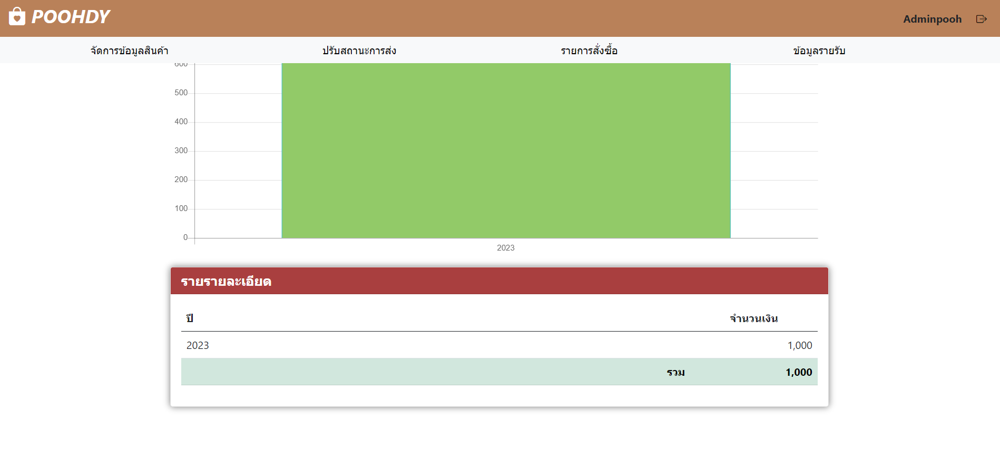 POOHDY
Adminpooh
จัดการข้อมูลสินค้า ปรับสถานะการส่ง รายการสั่งซื้อ ข้อมูลรายรับ
600
500
400
300
200
100
0
2023
รายรายละเอียด
ปี จำนวนเงิน
2023 1,000
รวม 1,000